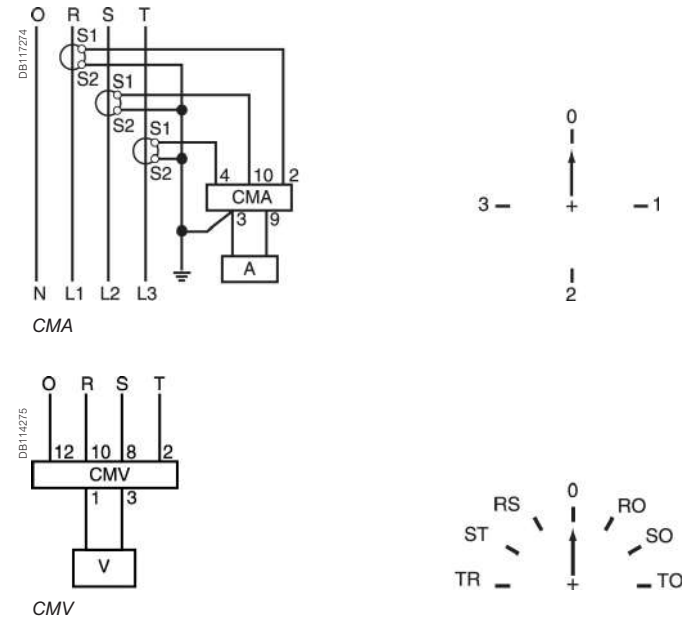 O R S T
DB117274
S1
S2 S1
S2 S1
S2
4 10 2
CMA
3 9
A
N L1 L2 L3
CMA
0
3 + 1
2
O R S T
DB114275
12 10 8 2
CMV
1 3
V
CMV
0
RS RO
ST SO
TR + TO